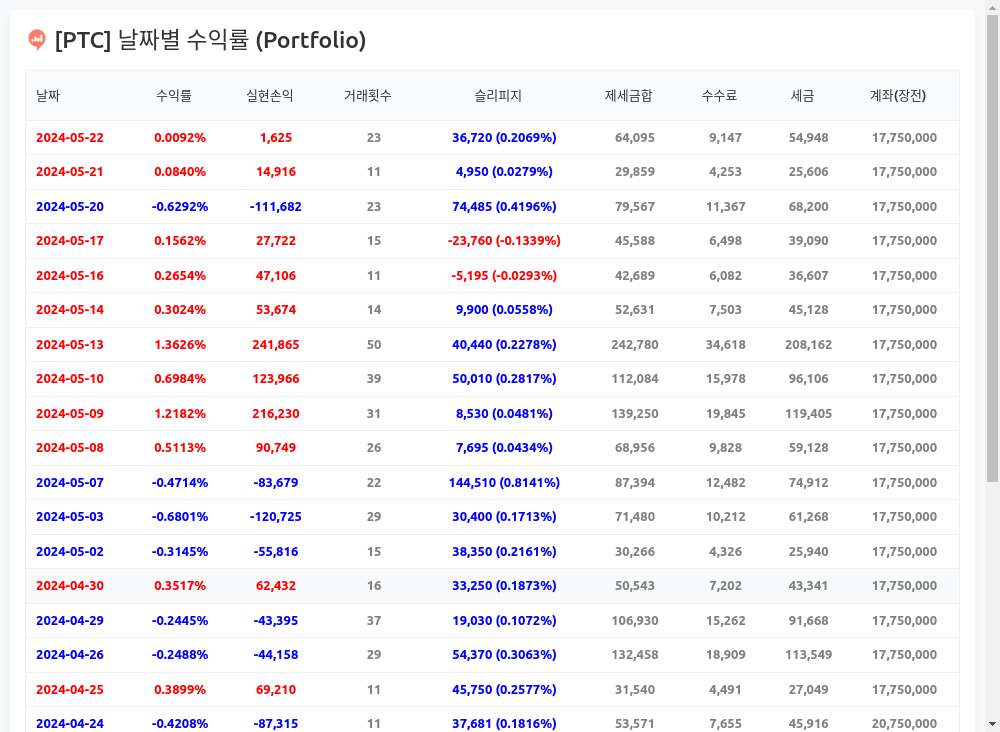 [PTC] 날짜별 수익률 (Portfolio)
날짜 수익률 실현손익 거래횟수 슬리피지 제세금합 수수료 세금 계좌(장전)
2024-05-22 0.0092% 1,625 23 36,720 (0.2069%) 64,095 9,147 54,948 17,750,000
2024-05-21 0.0840% 14,916 11 4,950 (0.0279%) 29,859 4,253 25,606 17,750,000
2024-05-20 -0.6292% -111,682 23 74,485 (0.4196%) 79,567 11,367 68,200 17,750,000
2024-05-17 0.1562% 27,722 15 -23,760 (-0.1339%) 45,588 6,498 39,090 17,750,000
2024-05-16 0.2654% 47,106 11 -5,195 (-0.0293%) 42,689 6,082 36,607 17,750,000
2024-05-14 0.3024% 53,674 14 9,900 (0.0558%) 52,631 7,503 45,128 17,750,000
2024-05-13 1.3626% 241,865 50 40,440 (0.2278%) 242,780 34,618 208,162 17,750,000
2024-05-10 0.6984% 123,966 39 50,010 (0.2817%) 112,084 15,978 96,106 17,750,000
2024-05-09 1.2182% 216,230 31 8,530 (0.0481%) 139,250 19,845 119,405 17,750,000
2024-05-08 0.5113% 90,749 26 7,695 (0.0434%) 68,956 9,828 59,128 17,750,000
2024-05-07 -0.4714% -83,679 22 144,510 (0.8141%) 87,394 12,482 74,912 17,750,000
2024-05-03 -0.6801% -120,725 29 30,400 (0.1713%) 71,480 10,212 61,268 17,750,000
2024-05-02 -0.3145% -55,816 15 38,350 (0.2161%) 30,266 4,326 25,940 17,750,000
2024-04-30 0.3517% 62,432 16 33,250 (0.1873%) 50,543 7,202 43,341 17,750,000
2024-04-29 -0.2445% -43,395 37 19,030 (0.1072%) 106,930 15,262 91,668 17,750,000
2024-04-26 -0.2488% -44,158 29 54,370 (0.3063%) 132,458 18,909 113,549 17,750,000
2024-04-25 0.3899% 69,210 11 45,750 (0.2577%) 31,540 4,491 27,049 17,750,000
2024-04-24 -0.4208% -87,315 11 37,681 (0.1816%) 53,571 7,655 45,916 20,750,000